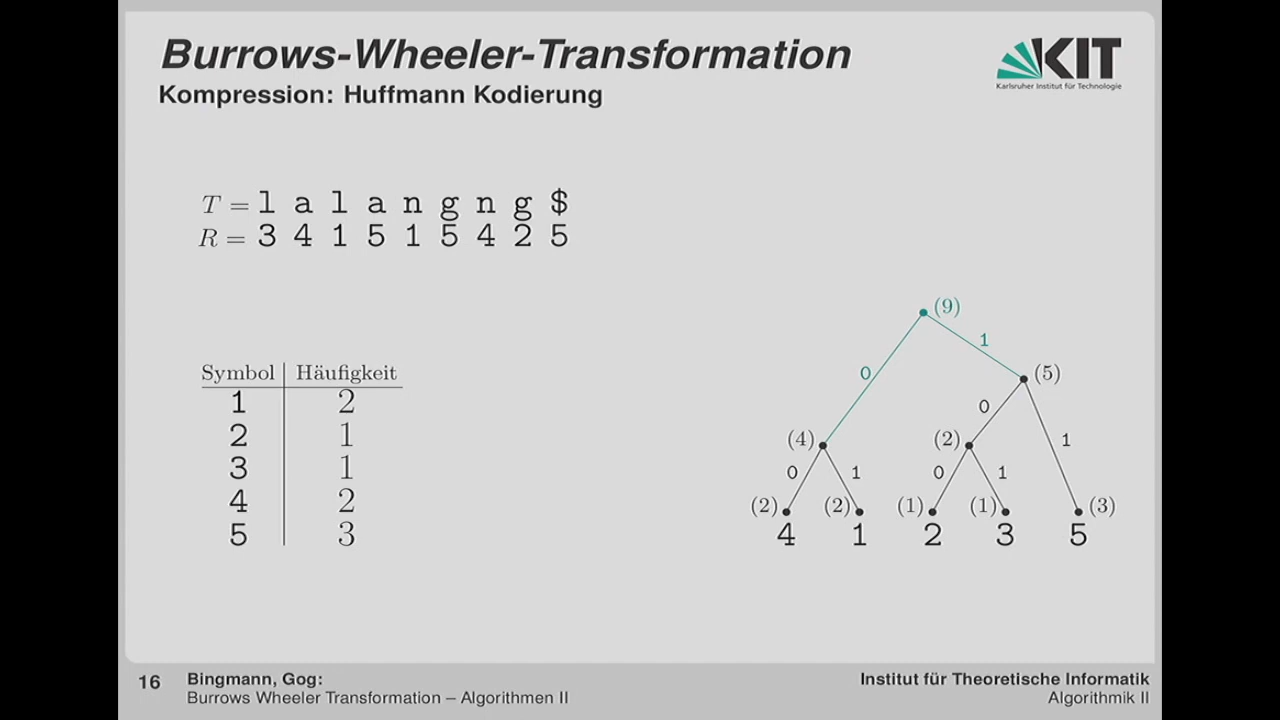 Burrows-Wheeler-Transformation
Kompression: Huffmann Kodierung
KIT
Karlsruher Institut für Technologie
T = l a l a n g n g $
R = 3 4 1 5 1 5 4 2 5
(9)
1
Symbol Häufigkeit
0
(5)
1 2
0
2 1
(4) (2) 1
3 1
0 1 0 1
4 2
(2) (2) (1) (1) (3)
5 3
4 1 2 3 5
16
Bingmann, Gog:
Burrows Wheeler Transformation – Algorithmen II
Institut für Theoretische Informatik
Algorithmik II